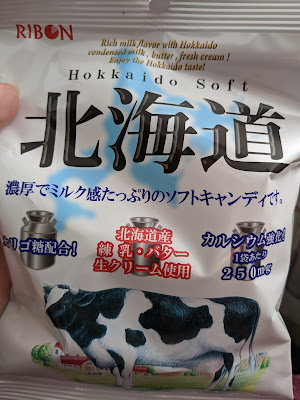 RIBON
Rich milk flavor with Hokkaido
condensed milk, butter, fresh cream!
Enjoy the Hokkaido taste!
Hokkaido Soft
北海道
濃厚でミルク感たっぷりのソフトキャンディです。
オリゴ糖配合!
北海道産
練乳・バター
生クリーム使用
カルシウム強化!
1袋あたり
250mg